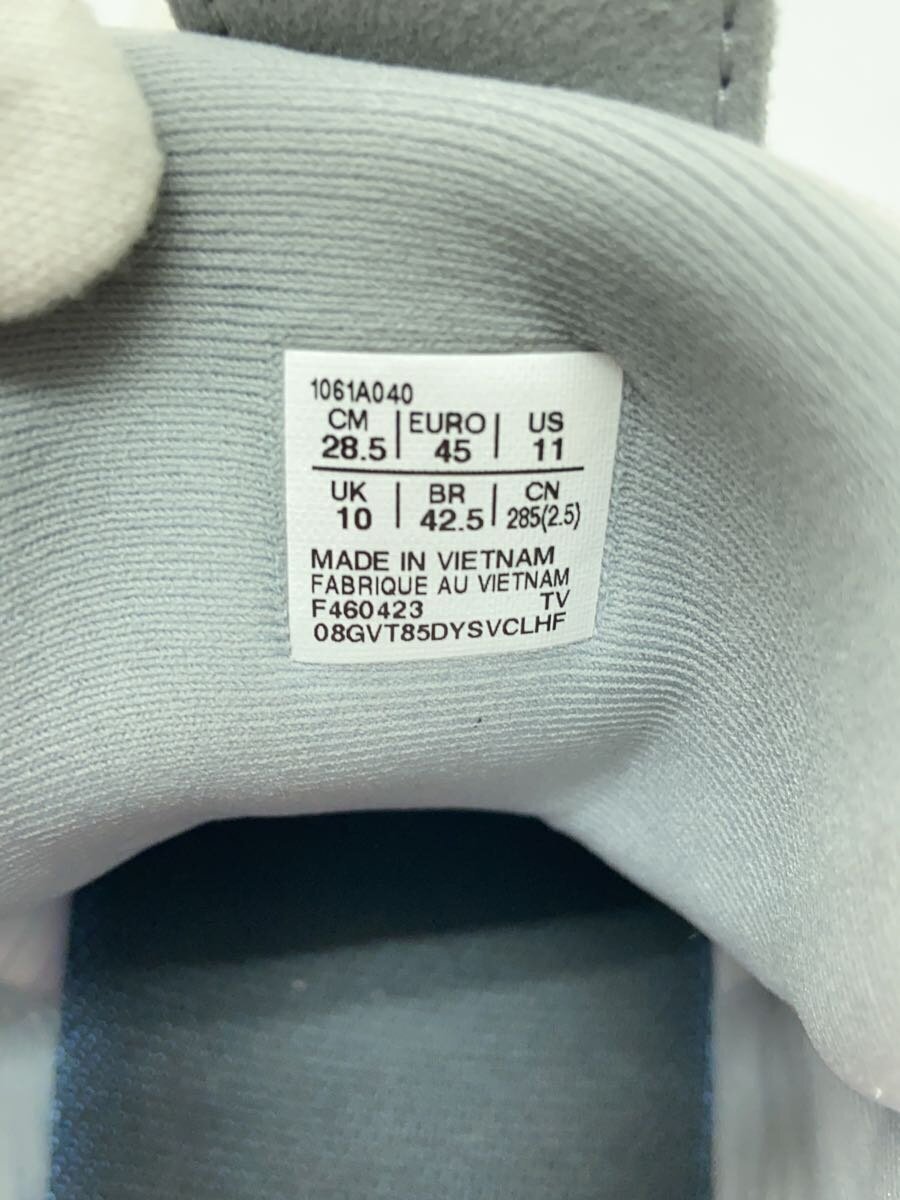 1061A040
CM | EURO | US
28.5 | 45 | 11
UK | BR | CN
10 | 42.5 | 285(2.5)
MADE IN VIETNAM
FABRIQUE AU VIETNAM
F460423 TV
08GVT85DYSVCLHF